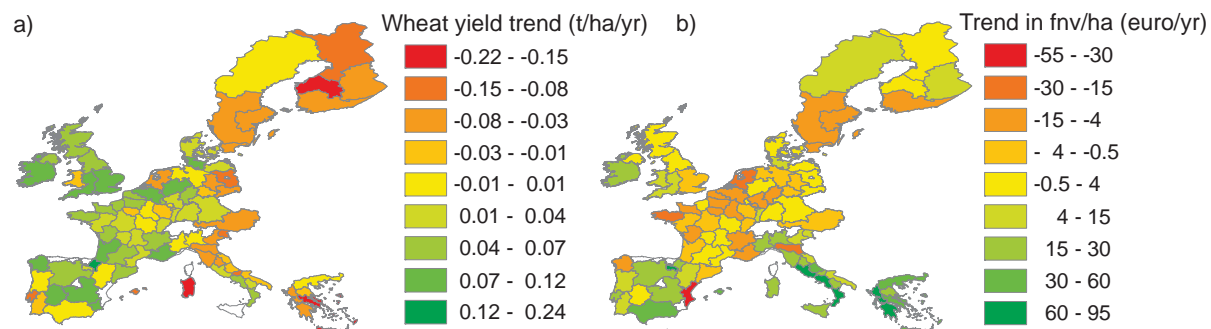 a)
Wheat yield trend (t/ha/yr)
-0.22 - -0.15
-0.15 - -0.08
-0.08 - -0.03
-0.03 - -0.01
-0.01 - 0.01
0.01 - 0.04
0.04 - 0.07
0.07 - 0.12
0.12 - 0.24
b)
Trend in fnv/ha (euro/yr)
-55 - -30
-30 - -15
-15 - -4
- 4 - -0.5
-0.5 - 4
4 - 15
15 - 30
30 - 60
60 - 95